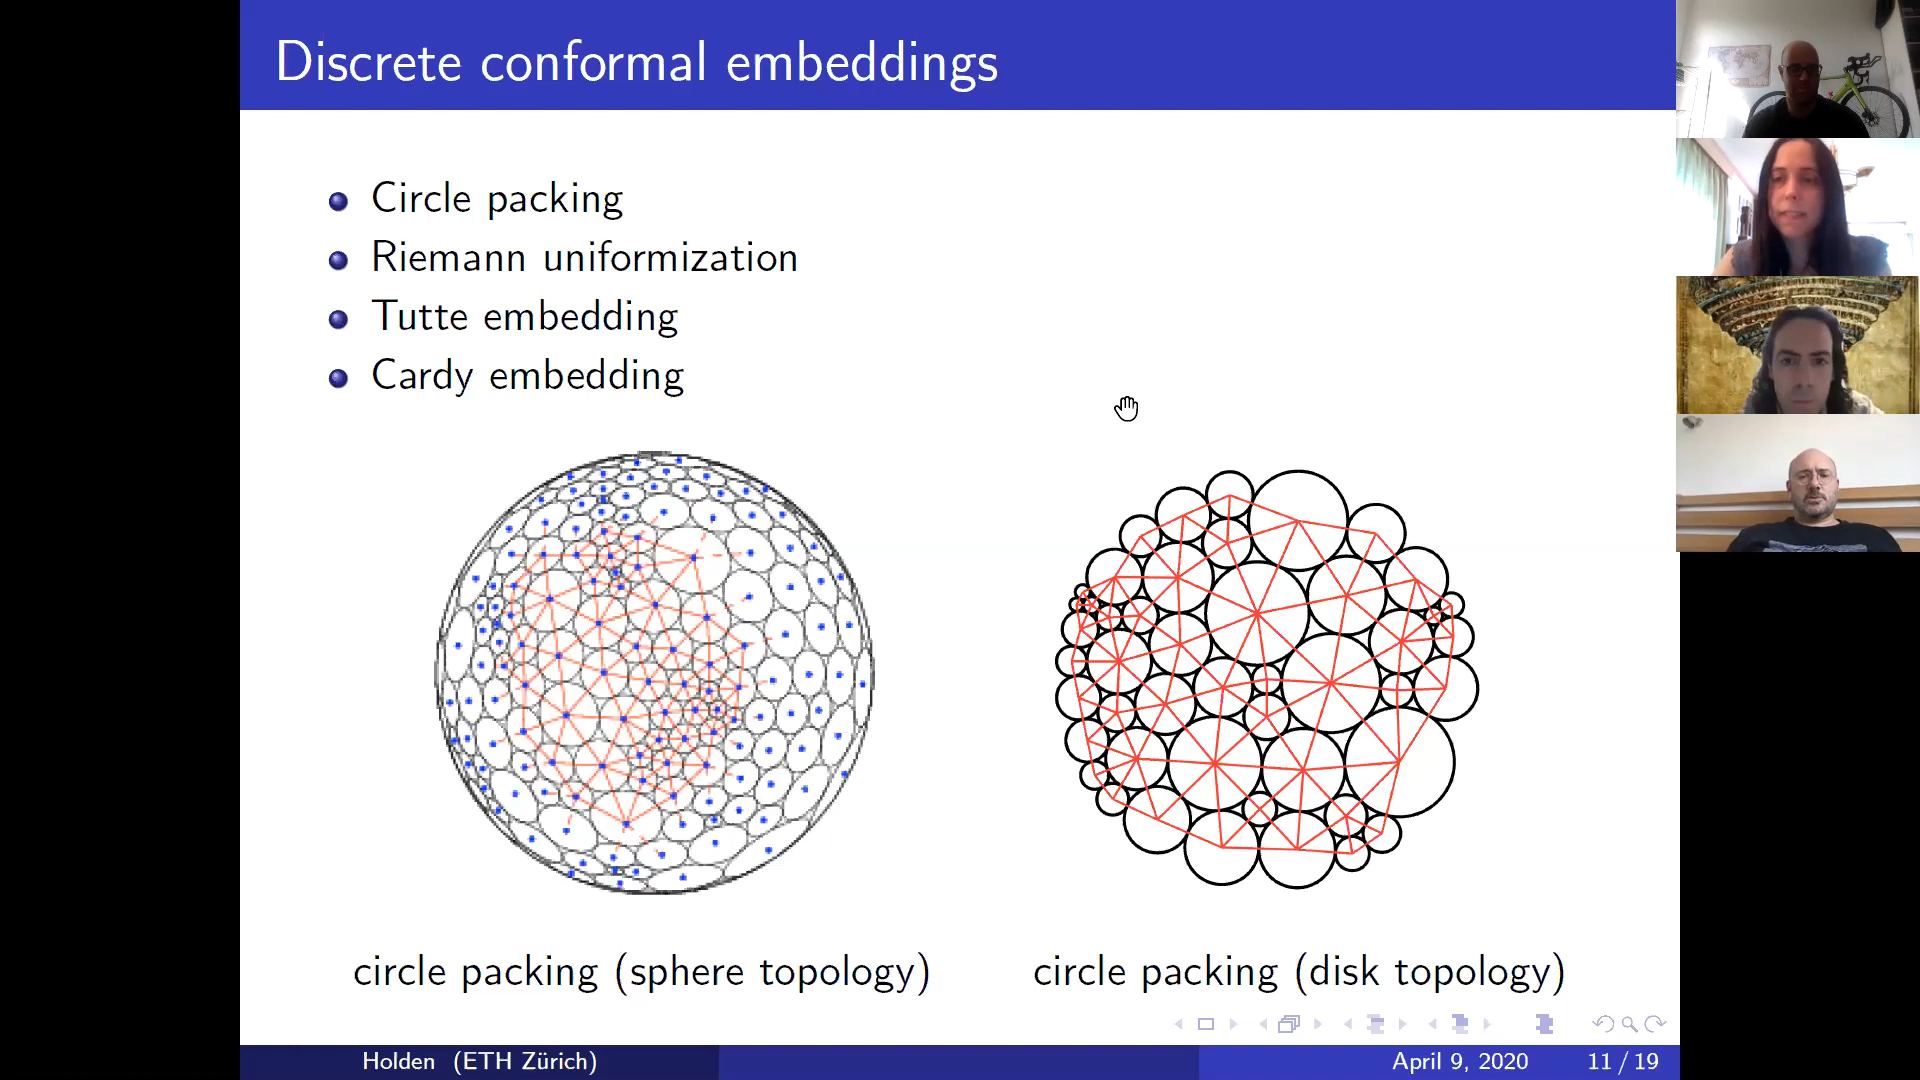 Discrete conformal embeddings
Circle packing
Riemann uniformization
Tutte embedding
Cardy embedding
circle packing (sphere topology)
circle packing (disk topology)
Holden (ETH Zürich)
April 9, 2020
11 / 19